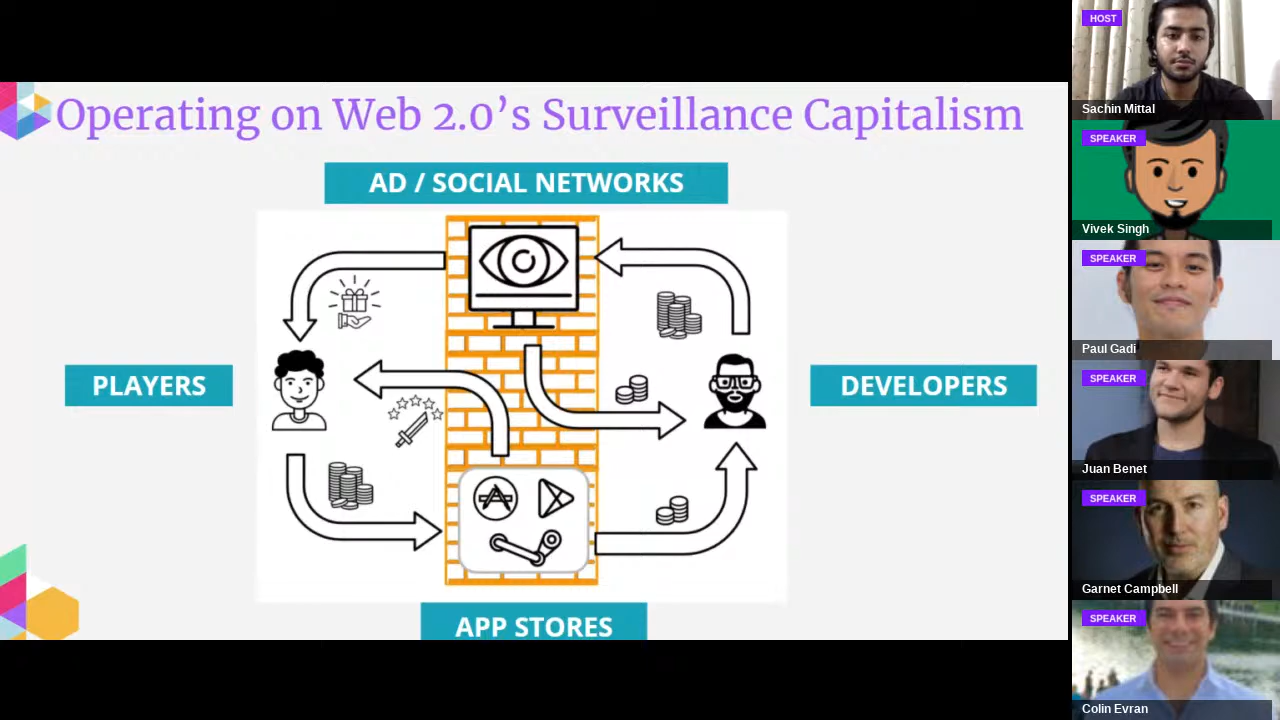 Operating on Web 2.0's Surveillance Capitalism
AD / SOCIAL NETWORKS
PLAYERS
DEVELOPERS
APP STORES
HOST
Sachin Mittal
SPEAKER
Vivek Singh
SPEAKER
Paul Gadi
SPEAKER
Juan Benet
SPEAKER
Garnet Campbell
SPEAKER
Colin Evran